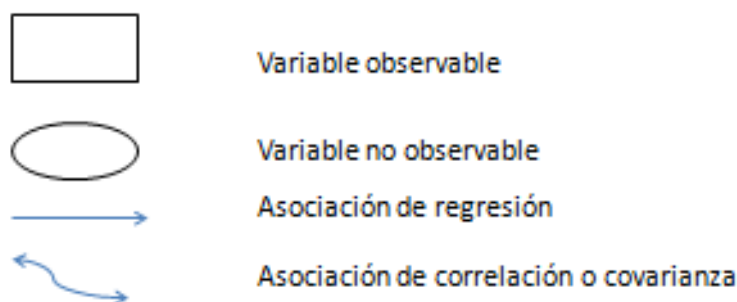 Variable observable
Variable no observable
Asociación de regresión
Asociación de correlación o covarianza